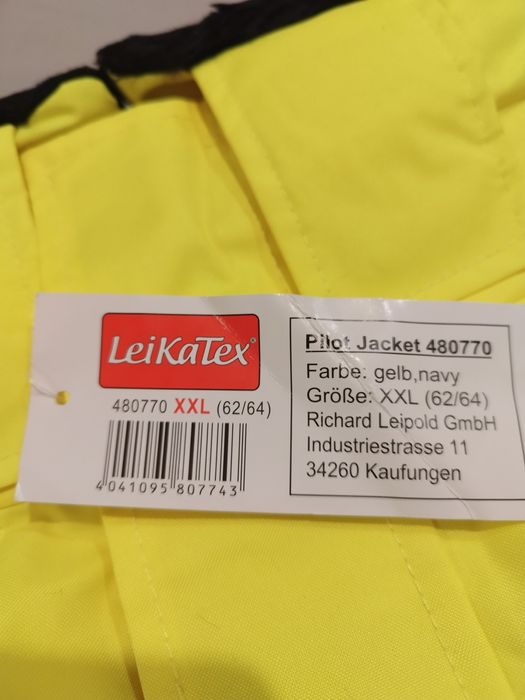 LeiKaTex®
480770 XXL (62/64)
4 041095 807743
Pilot Jacket 480770
Farbe: gelb,navy
Größe: XXL (62/64)
Richard Leipold GmbH
Industriestrasse 11
34260 Kaufungen